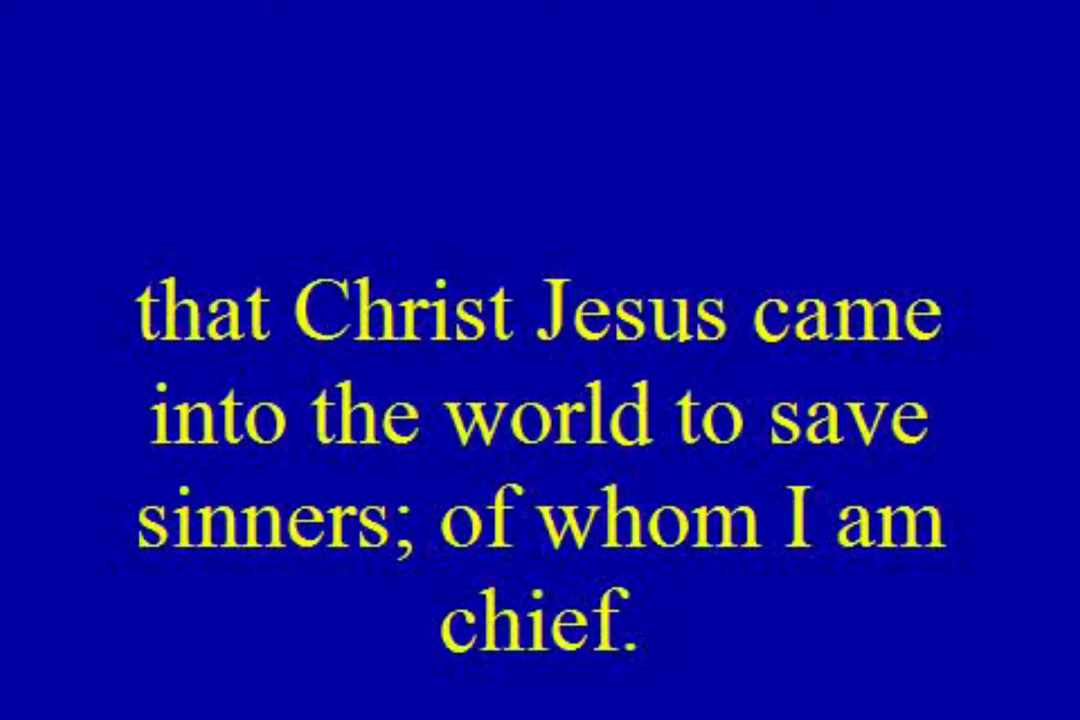 that Christ Jesus came
into the world to save
sinners; of whom I am
chief.